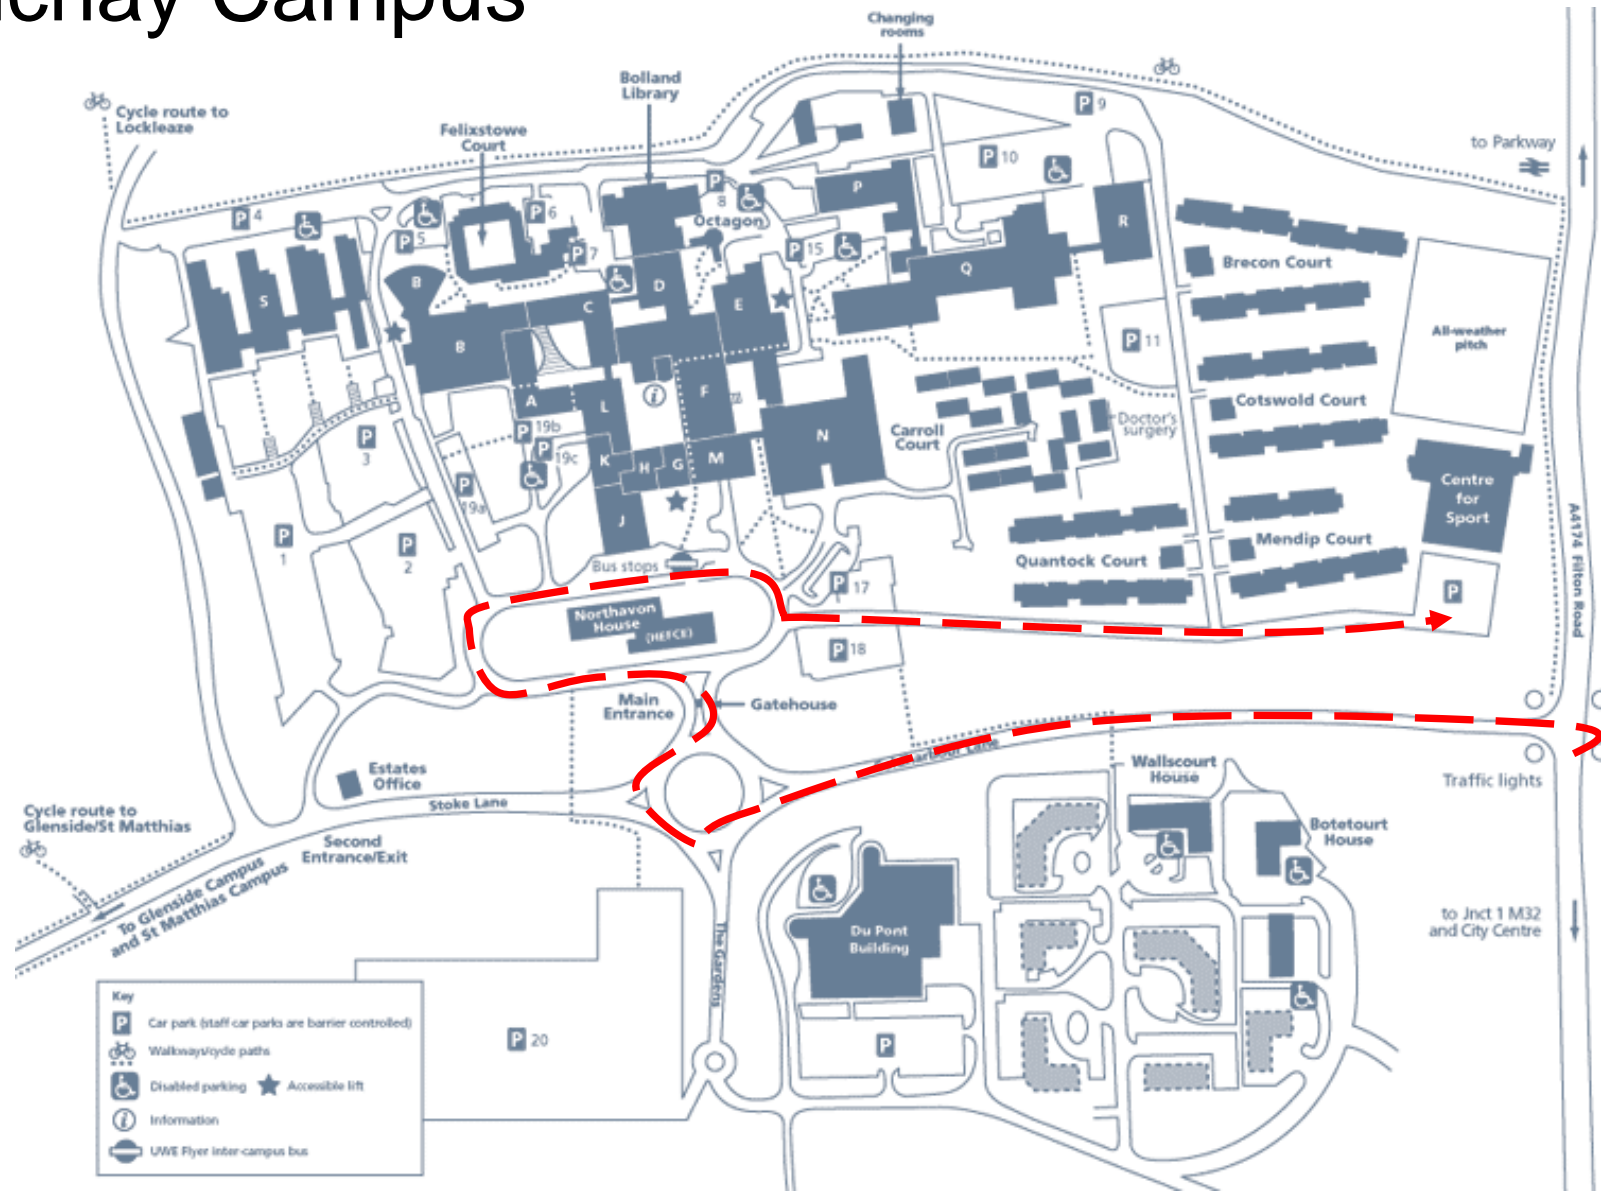 Campus
Changing
rooms
Bolland
Library
Cycle route to
Lockleaze
Felixstowe
Court
to Parkway
P 9
P 10
P 4
P 5
P 6
P 7
P
8
Octagon
P 15
P
R
S
B
C
D
E
Q
Brecon Court
All-weather
pitch
B
P 11
A
L
F
N
Cotswold Court
Carroll
Court
Doctor's
surgery
P 19b
P
19c
P
3
K
H
G
M
P
19a
J
Centre
for
Sport
P
1
P
2
Quantock Court
Mendip Court
A4174 Filton Road
Bus stops
P 17
P
Northavon
House
(HEFCE)
P 18
Main
Entrance
Gatehouse
Lane
Wallscourt
House
Traffic lights
Estates
Office
Stoke Lane
Cycle route to
Glenside/St Matthias
Second
Entrance/Exit
Botetourt
House
To Glenside Campus
and St Matthias Campus
Du Pont
Building
to Jnct 1 M32
and City Centre
The Gardens
P 20
P
Key
P Car park (staff car parks are barrier controlled)
Walkways/cycle paths
Disabled parking
Accessible lift
i Information
UWE Flyer inter-campus bus